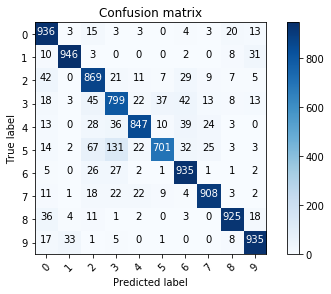 Confusion matrix
0 936 3 15 3 3 0 4 3 20 13
1 10 946 3 0 0 0 2 0 8 31
2 42 0 869 21 11 7 29 9 7 5
3 18 3 45 799 22 37 42 13 8 13
4 13 0 28 36 847 10 39 24 3 0
5 14 2 67 131 22 701 32 25 3 3
6 5 0 26 27 2 1 935 1 1 2
7 11 1 18 22 22 9 4 908 3 2
8 36 4 11 1 2 0 3 0 925 18
9 17 33 1 5 0 1 0 0 8 935
0 1 2 3 4 5 6 7 8 9
True label
Predicted label
800
600
400
200
0